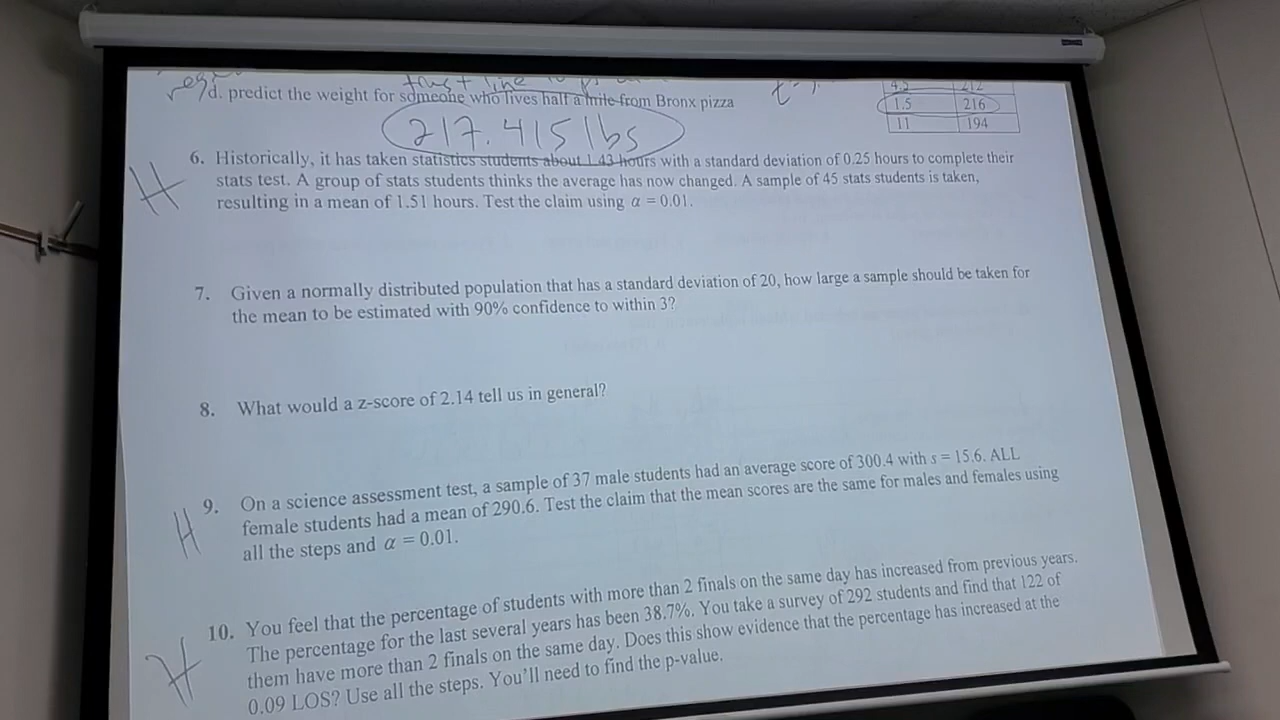 d. predict the weight for someone who lives half a mile from Bronx pizza
1.5 216
11 194
217.415 lbs
H
6. Historically, it has taken statistics students about 1.43 hours with a standard deviation of 0.25 hours to complete their
stats test. A group of stats students thinks the average has now changed. A sample of 45 stats students is taken,
resulting in a mean of 1.51 hours. Test the claim using α = 0.01.
7. Given a normally distributed population that has a standard deviation of 20, how large a sample should be taken for
the mean to be estimated with 90% confidence to within 3?
8. What would a z-score of 2.14 tell us in general?
H
9. On a science assessment test, a sample of 37 male students had an average score of 300.4 with s = 15.6. ALL
female students had a mean of 290.6. Test the claim that the mean scores are the same for males and females using
all the steps and α = 0.01.
H
10. You feel that the percentage of students with more than 2 finals on the same day has increased from previous years.
The percentage for the last several years has been 38.7%. You take a survey of 292 students and find that 122 of
them have more than 2 finals on the same day. Does this show evidence that the percentage has increased at the
0.09 LOS? Use all the steps. You'll need to find the p-value.